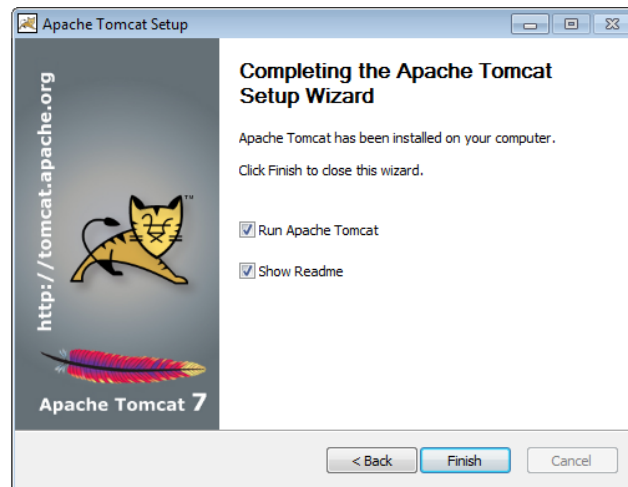 Apache Tomcat Setup
http://tomcat.apache.org
TM
Apache Tomcat 7
Completing the Apache Tomcat
Setup Wizard
Apache Tomcat has been installed on your computer.
Click Finish to close this wizard.
Run Apache Tomcat
Show Readme
< Back
Finish
Cancel